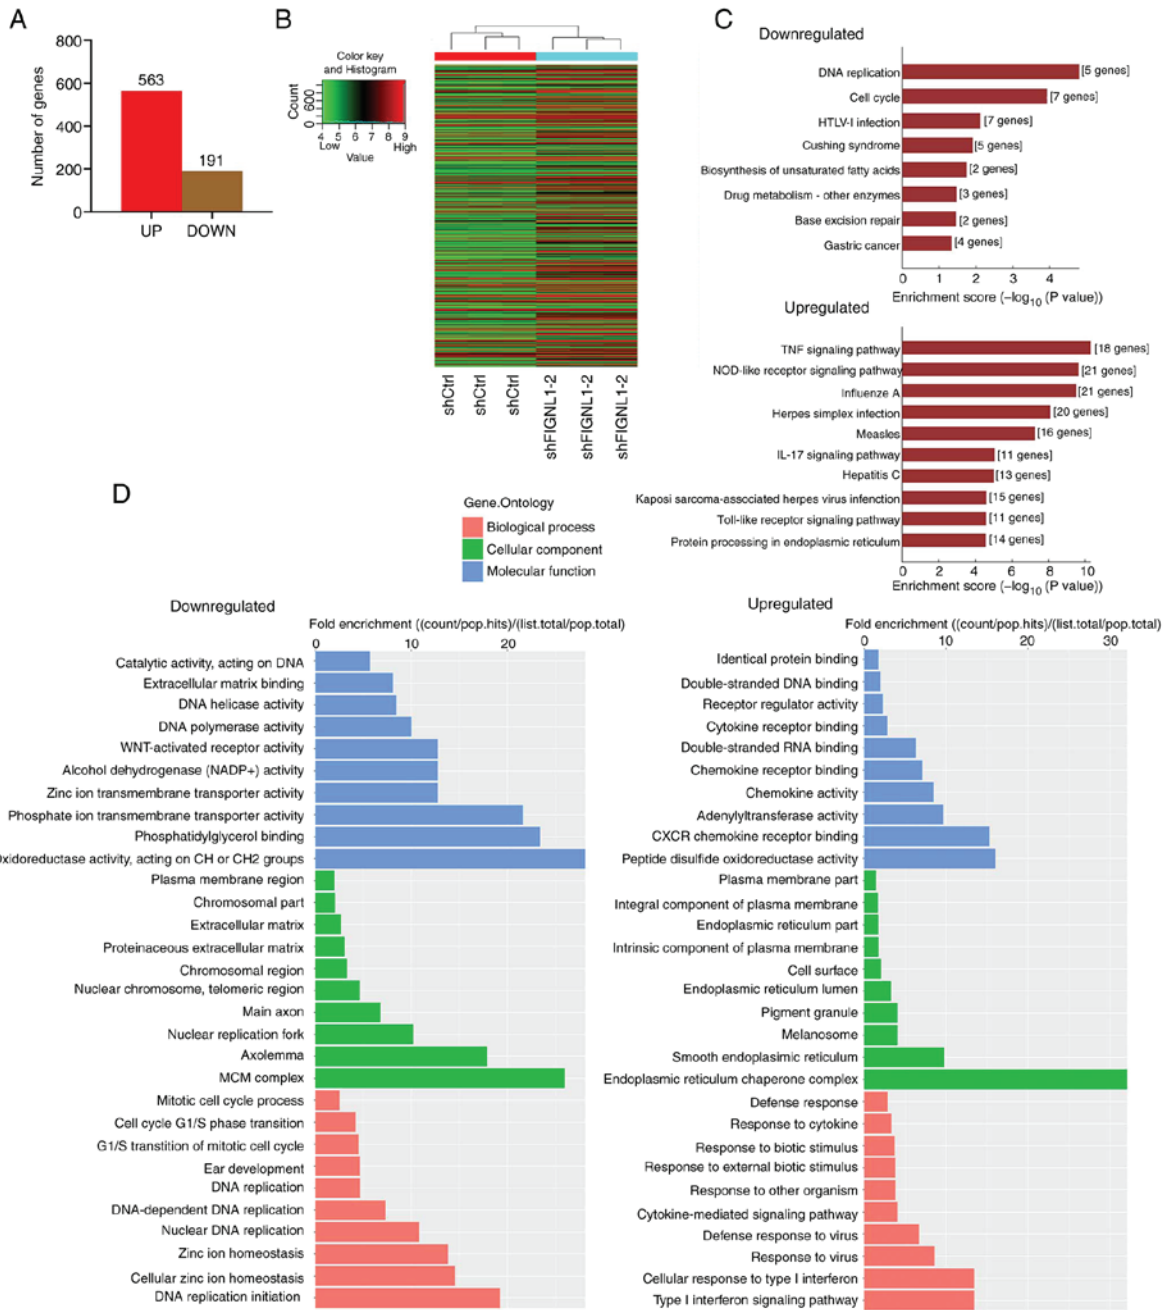 A
800
600
400
200
0
Number of genes
563
191
UP
DOWN
B
Color key
and Histogram
Count
0 600
4 5 6 7 8 9
Low High
Value
shCtrl
shCtrl
shCtrl
shFIGNL1-2
shFIGNL1-2
shFIGNL1-2
C
Downregulated
DNA replication [5 genes]
Cell cycle [7 genes]
HTLV-I infection [7 genes]
Cushing syndrome [5 genes]
Biosynthesis of unsaturated fatty acids [2 genes]
Drug metabolism - other enzymes [3 genes]
Base excision repair [2 genes]
Gastric cancer [4 genes]
0 1 2 3 4
Enrichment score (−log10 (P value))
Upregulated
TNF signaling pathway [18 genes]
NOD-like receptor signaling pathway [21 genes]
Influenze A [21 genes]
Herpes simplex infection [20 genes]
Measles [16 genes]
IL-17 signaling pathway [11 genes]
Hepatitis C [13 genes]
Kaposi sarcoma-associated herpes virus infenction [15 genes]
Toll-like receptor signaling pathway [11 genes]
Protein processing in endoplasmic reticulum [14 genes]
0 2 4 6 8 10
Enrichment score (−log10 (P value))
D
Gene.Ontology
Biological process
Cellular component
Molecular function
Downregulated
Fold encrichment ((count/pop.hits)/(list.total/pop.total)
0 10 20
Catalytic activity, acting on DNA
Extracellular matrix binding
DNA helicase activity
DNA polymerase activity
WNT-activated receptor activity
Alcohol dehydrogenase (NADP+) activity
Zinc ion transmembrane transporter activity
Phosphate ion transmembrane transporter activity
Phosphatidylglycerol binding
Oxidoreductase activity, acting on CH or CH2 groups
Plasma membrane region
Chromosomal part
Extracellular matrix
Proteinaceous extracellular matrix
Chromosomal region
Nuclear chromosome, telomeric region
Main axon
Nuclear replication fork
Axolemma
MCM complex
Mitotic cell cycle process
Cell cycle G1/S phase transition
G1/S transtition of mitotic cell cycle
Ear development
DNA replication
DNA-dependent DNA replication
Nuclear DNA replication
Zinc ion homeostasis
Cellular zinc ion homeostasis
DNA replication initiation
Upregulated
Fold encrichment ((count/pop.hits)/(list.total/pop.total)
0 10 20 30
Identical protein binding
Double-stranded DNA binding
Receptor regulator activity
Cytokine receptor binding
Double-stranded RNA binding
Chemokine receptor binding
Chemokine activity
Adenylyltransferase activity
CXCR chemokine receptor binding
Peptide disulfide oxidoreductase activity
Plasma membrane part
Integral component of plasma membrane
Endoplasmic reticulum part
Intrinsic component of plasma membrane
Cell surface
Endoplasmic reticulum lumen
Pigment granule
Melanosome
Smooth endoplasimic reticulum
Endoplasmic reticulum chaperone complex
Defense response
Response to cytokine
Response to biotic stimulus
Response to external biotic stimulus
Response to other organism
Cytokine-mediated signaling pathway
Defense response to virus
Response to virus
Cellular response to type I interferon
Type I interferon signaling pathway